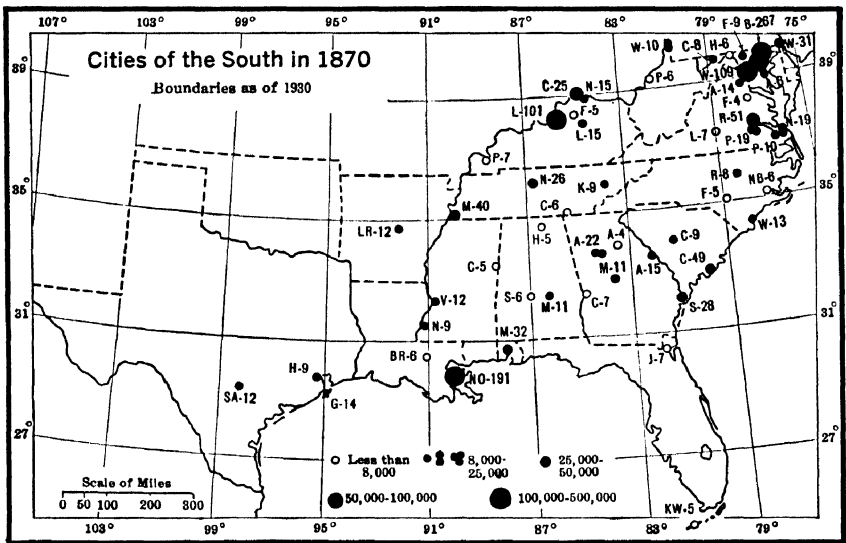 107° 103° 99° 95° 91° 87° 83° 79° 75°
Cities of the South in 1870
Boundaries as of 1930
F-9 B-267
W-10 C-8 H-6 W-31
39° 39°
P-6 W-109
A-14
F-4
C-25 N-15
F-5
L-101
L-15
R-51 N-19
L-7 P-19
P-10
P-7
N-26 K-9 R-8 NB-6
35° 35°
F-5
M-40 C-6
W-13
LR-12 H-5 A-22 A-4 C-9
C-5 M-11 A-15 C-49
V-12 S-6 M-11 C-7 S-28
31° 31°
N-9 M-32
BR-6 J-7
H-9 NO-191
SA-12 G-14
27° 27°
Less than
8,000
8,000-
25,000
25,000-
50,000
50,000-100,000
100,000-500,000
Scale of Miles
0 50 100 200 300
KW-5
103° 99° 95° 91° 87° 83° 79°